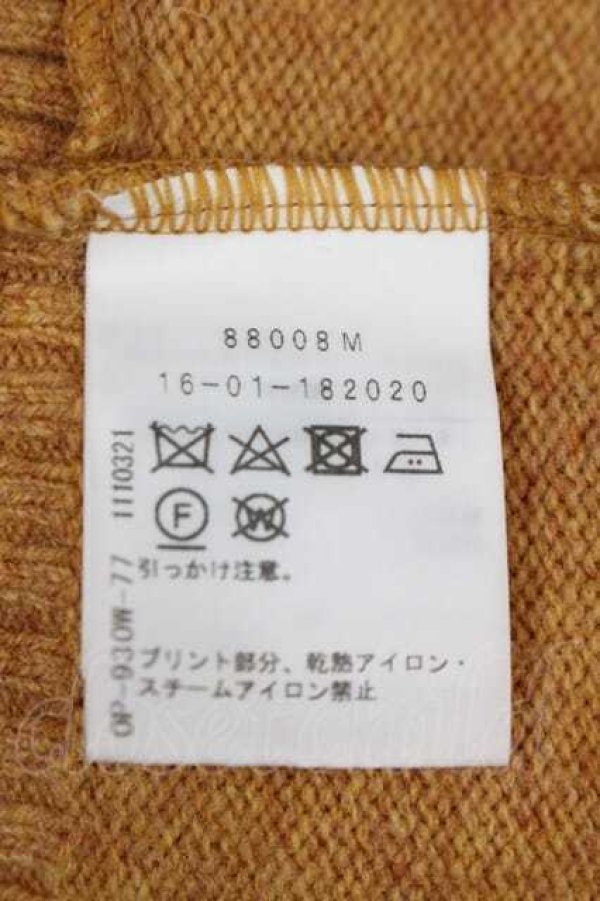 88008M
16-01-182020
F W
引っかけ注意。
プリント部分、乾熱アイロン・
スチームアイロン禁止
OP-930W-77 1110321